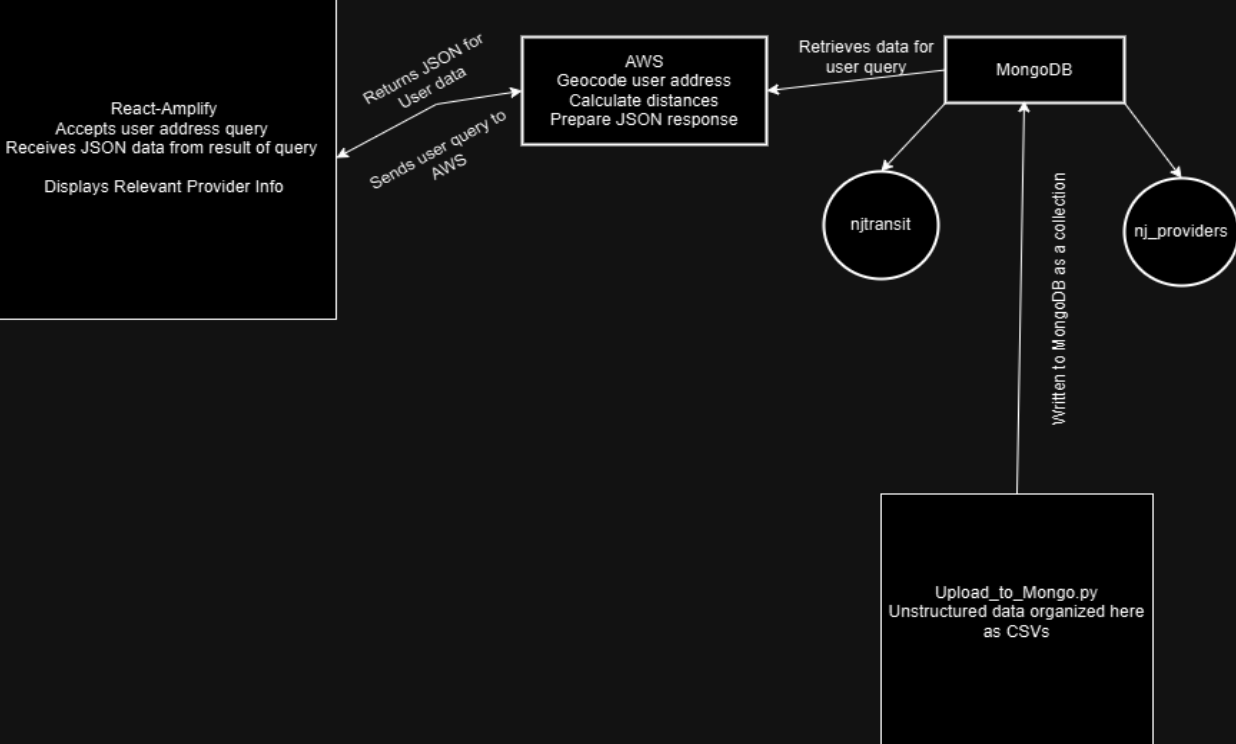 React-Amplify
Accepts user address query
Receives JSON data from result of query
Displays Relevant Provider Info
Returns JSON for
User data
Sends user query to
AWS
AWS
Geocode user address
Calculate distances
Prepare JSON response
Retrieves data for
user query
MongoDB
njtransit
nj_providers
Written to MongoDB as a collection
Upload_to_Mongo.py
Unstructured data organized here
as CSVs